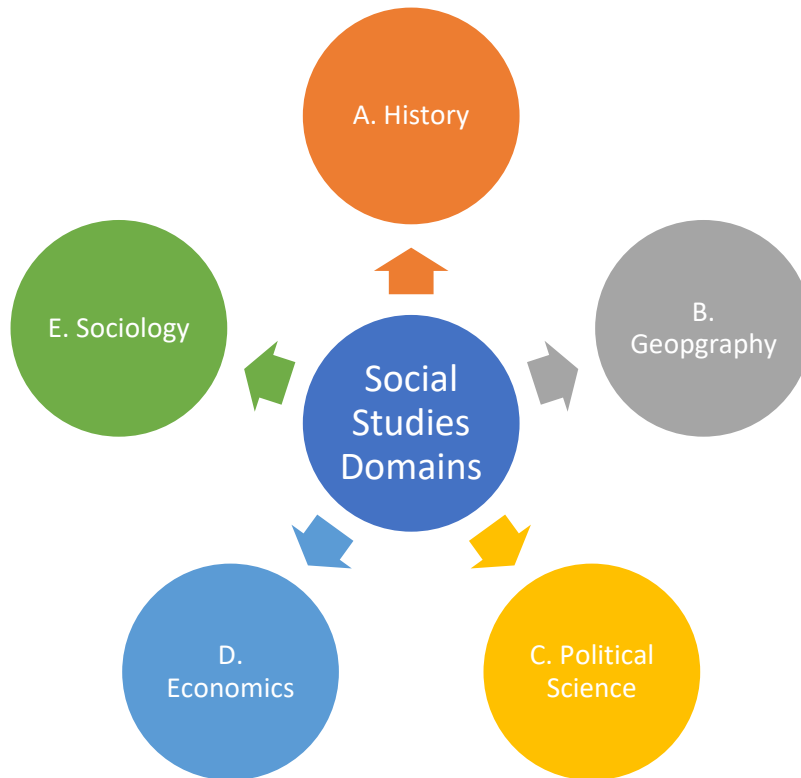 A. History
B.
Geopgraphy
C. Political
Science
D.
Economics
E. Sociology
Social
Studies
Domains